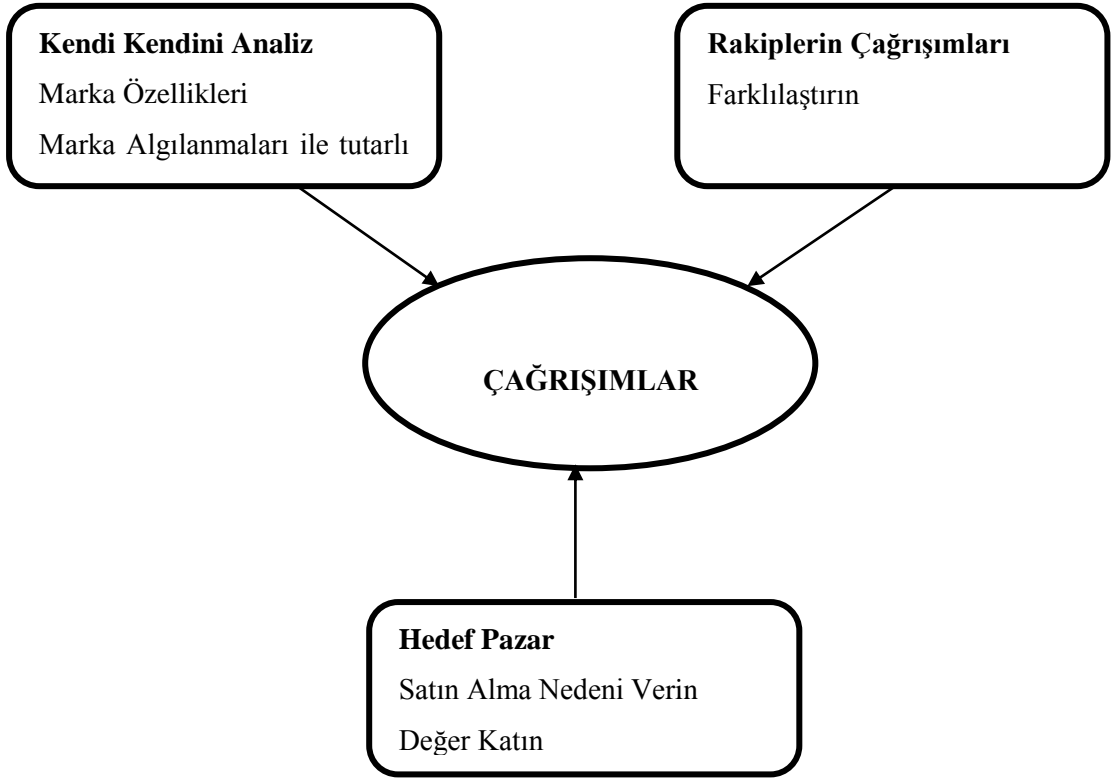 Kendi Kendini Analiz
Marka Özellikleri
Marka Algılanmaları ile tutarlı
Rakiplerin Çağrışımları
Farklılaştırın
ÇAĞRIŞIMLAR
Hedef Pazar
Satın Alma Nedeni Verin
Değer Katın